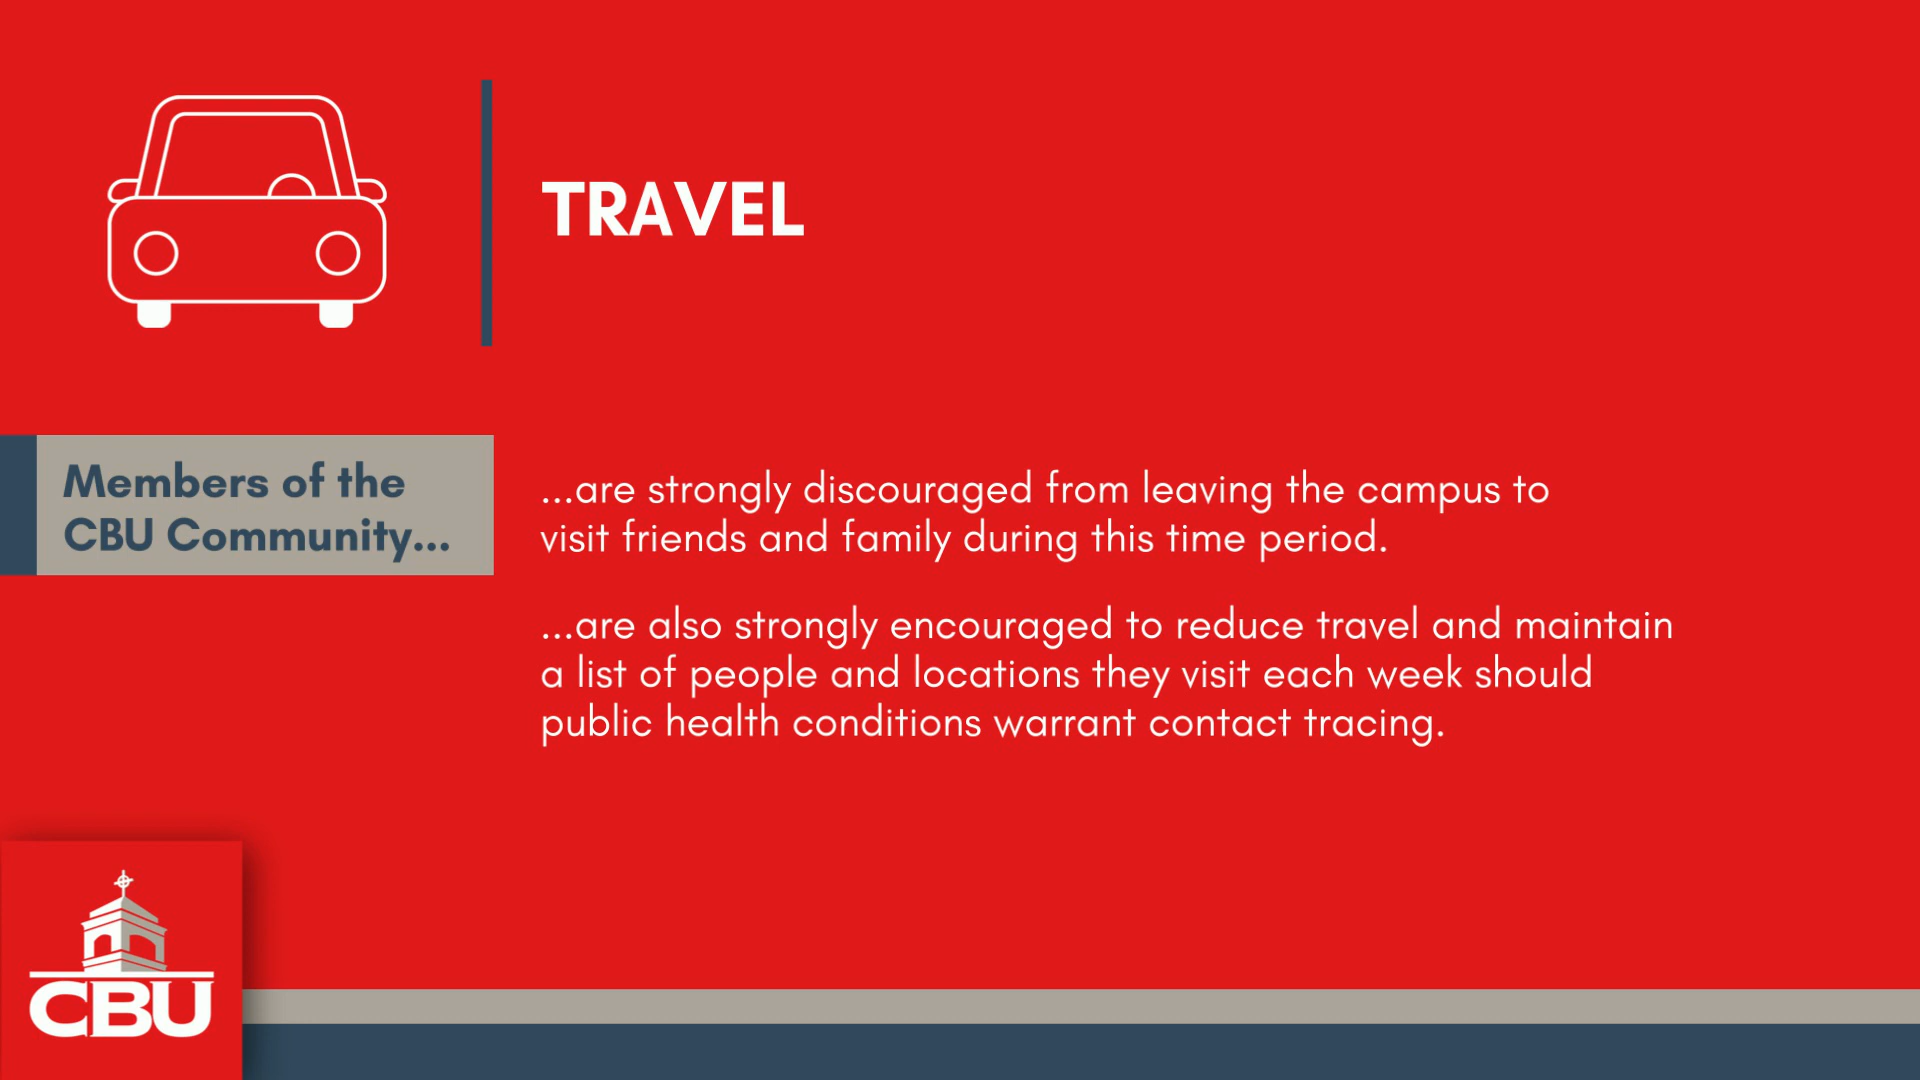 TRAVEL
Members of the
CBU Community...
...are strongly discouraged from leaving the campus to
visit friends and family during this time period.
...are also strongly encouraged to reduce travel and maintain
a list of people and locations they visit each week should
public health conditions warrant contact tracing.
CBU